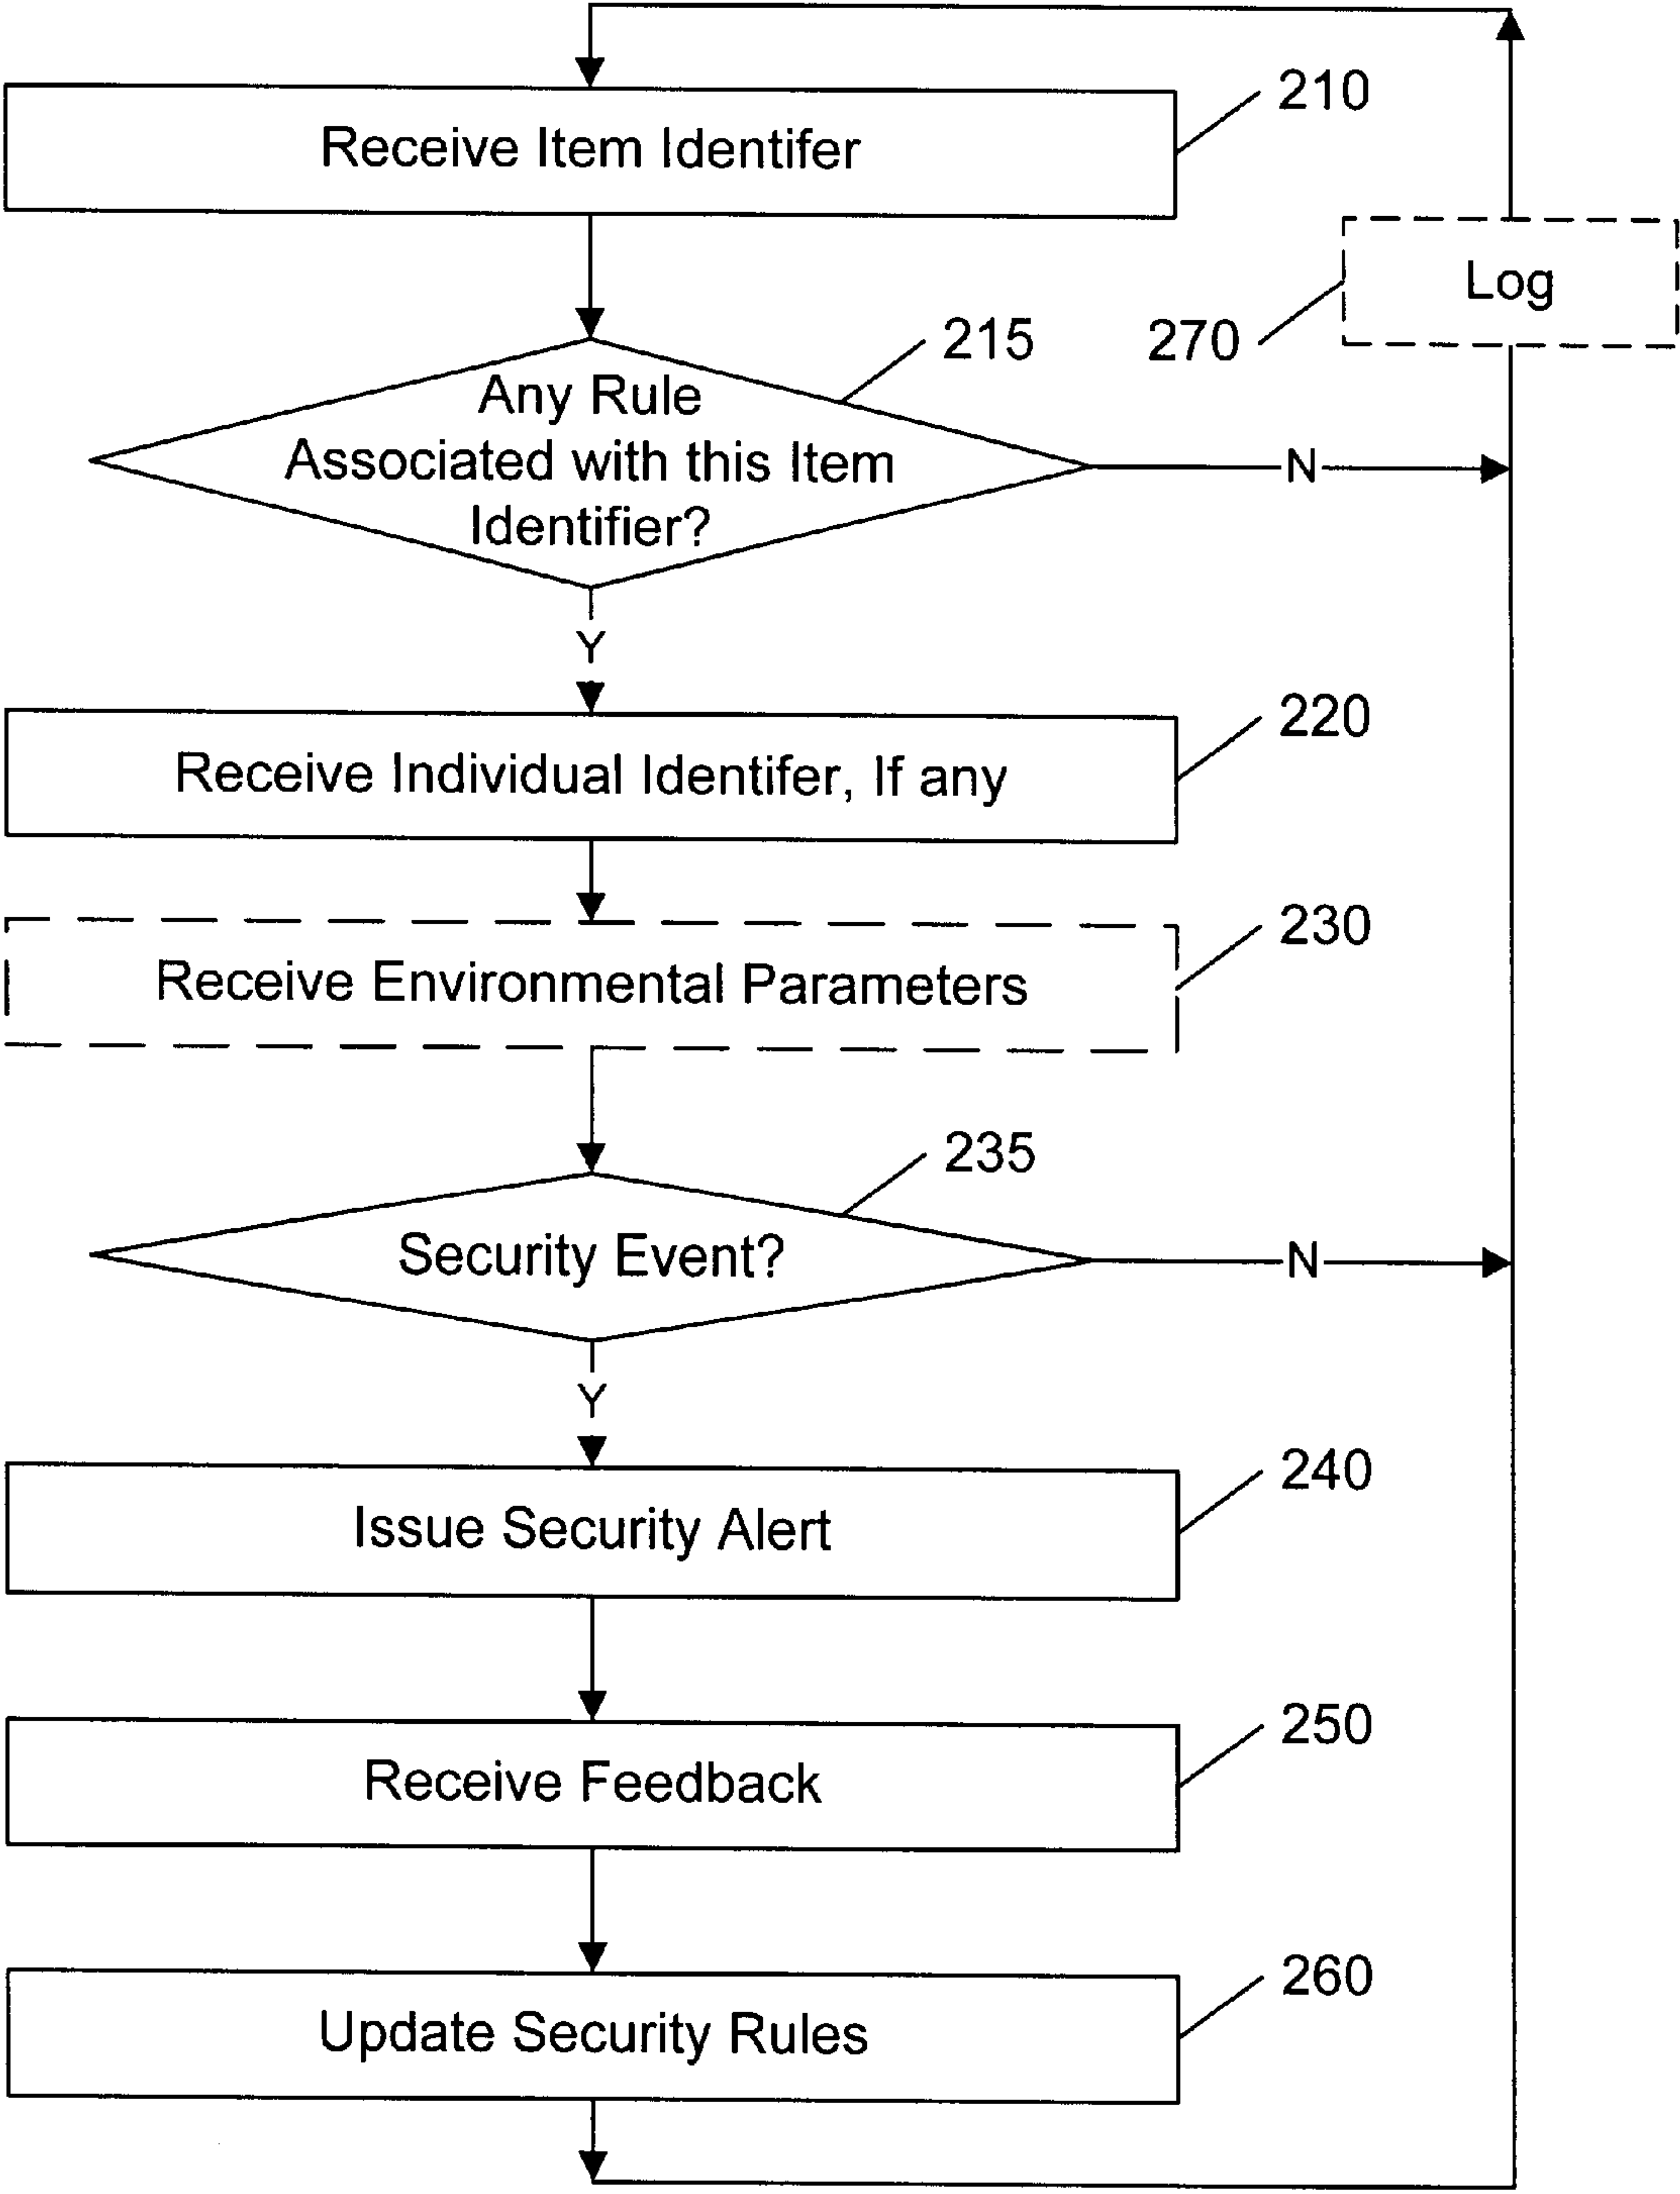 210
Receive Item Identifer
Log
270
215
Any Rule
Associated with this Item
Identifier?
N
Y
220
Receive Individual Identifer, If any
230
Receive Environmental Parameters
235
Security Event?
N
Y
240
Issue Security Alert
250
Receive Feedback
260
Update Security Rules